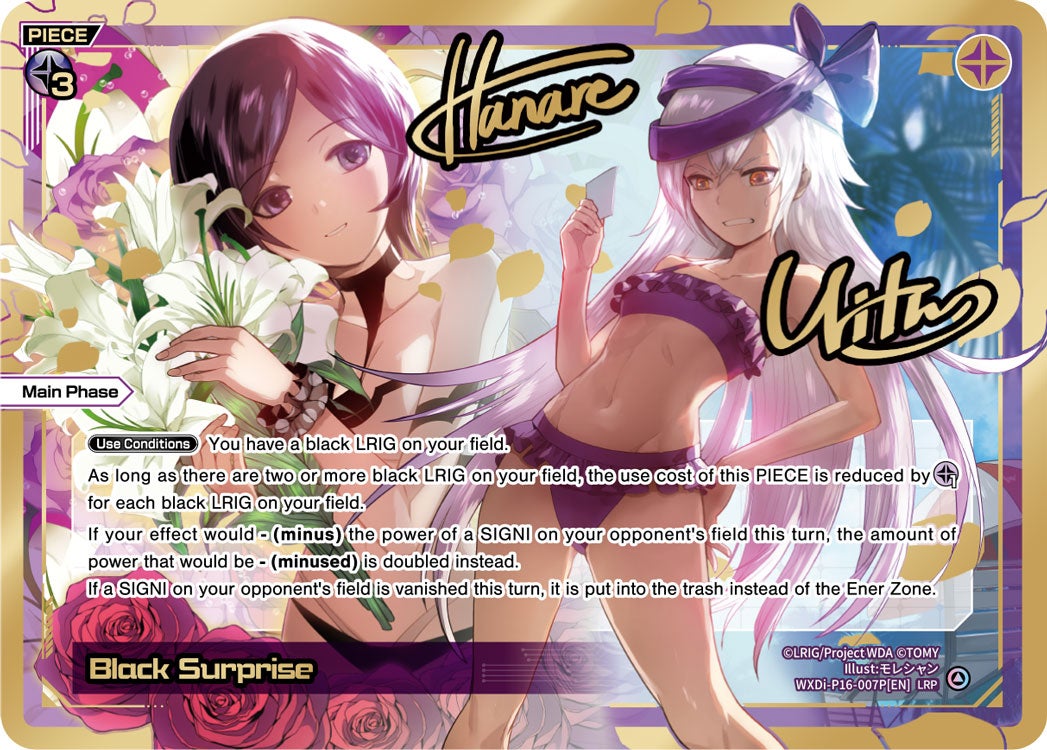 PIECE
3
Hanare
Urith
Main Phase
Use Conditions You have a black LRIG on your field.
As long as there are two or more black LRIG on your field, the use cost of this PIECE is reduced by 1
for each black LRIG on your field.
If your effect would - (minus) the power of a SIGNI on your opponent's field this turn, the amount of
power that would be - (minused) is doubled instead.
If a SIGNI on your opponent's field is vanished this turn, it is put into the trash instead of the Ener Zone.
Black Surprise
©LRIG/Project WDA ©TOMY
Illust:モレシャン
WXDi-P16-007P[EN] LRP